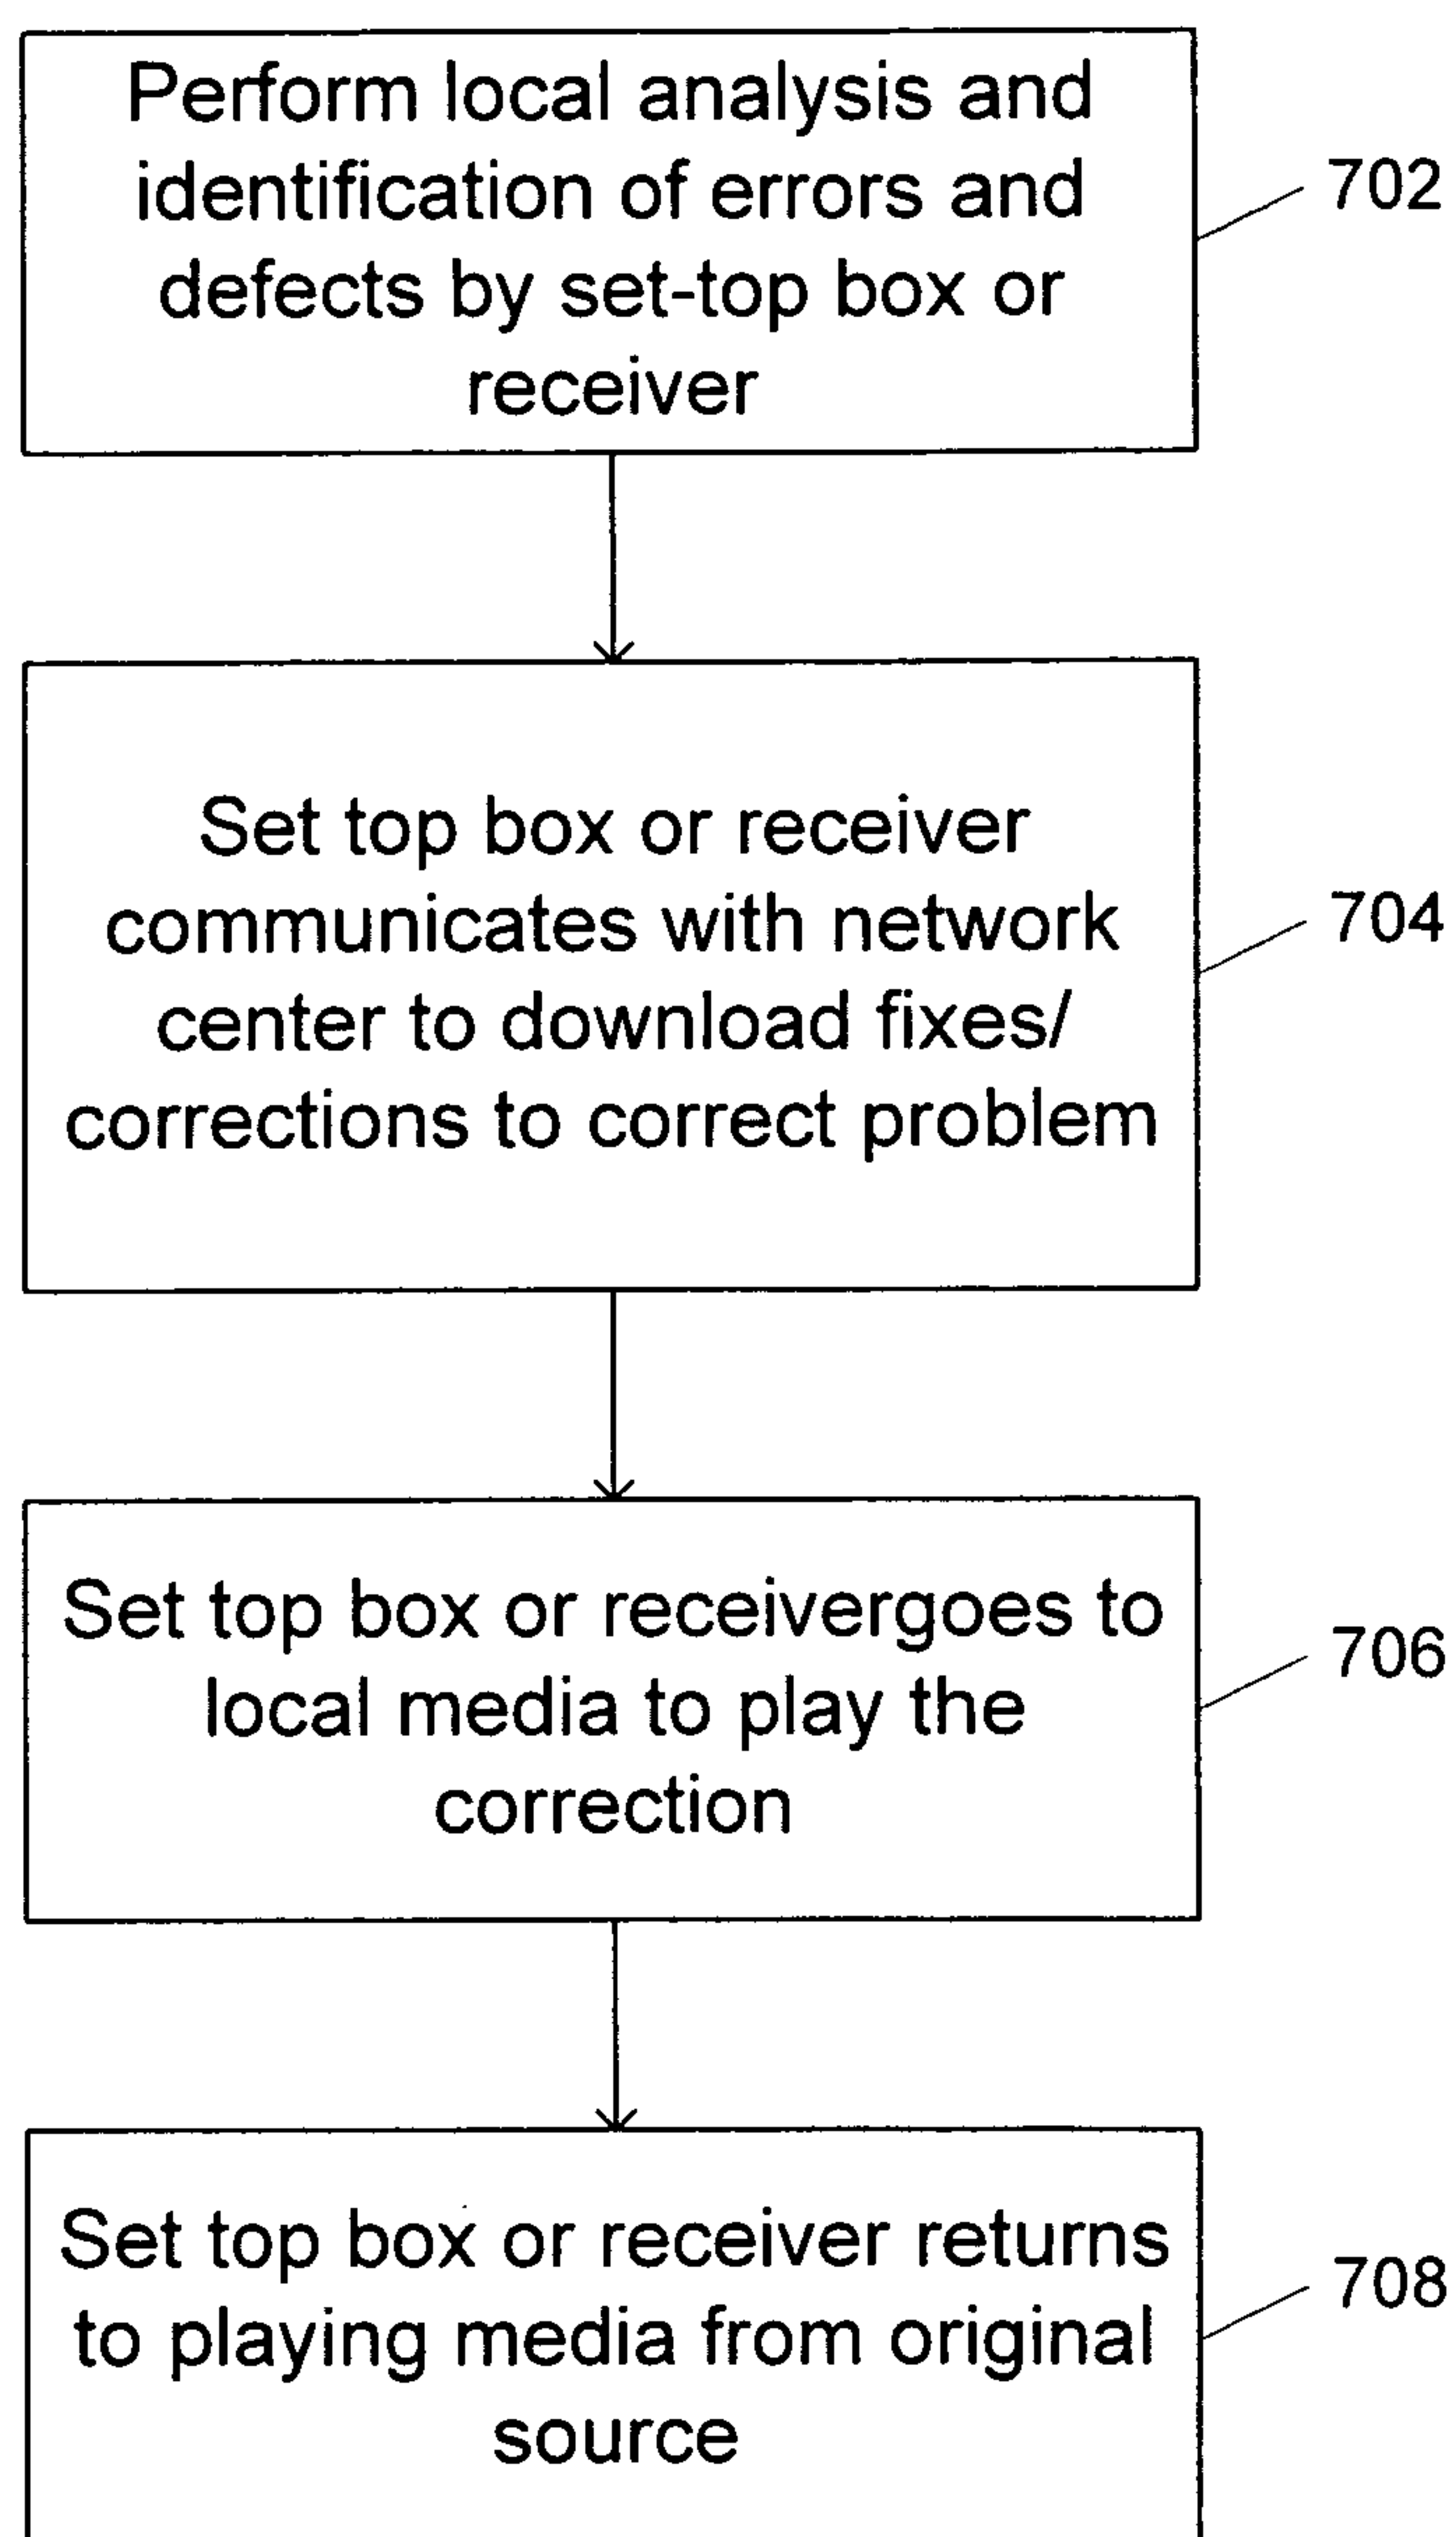 Perform local analysis and
identification of errors and
defects by set-top box or
receiver
702
Set top box or receiver
communicates with network
center to download fixes/
corrections to correct problem
704
Set top box or receivergoes to
local media to play the
correction
706
Set top box or receiver returns
to playing media from original
source
708